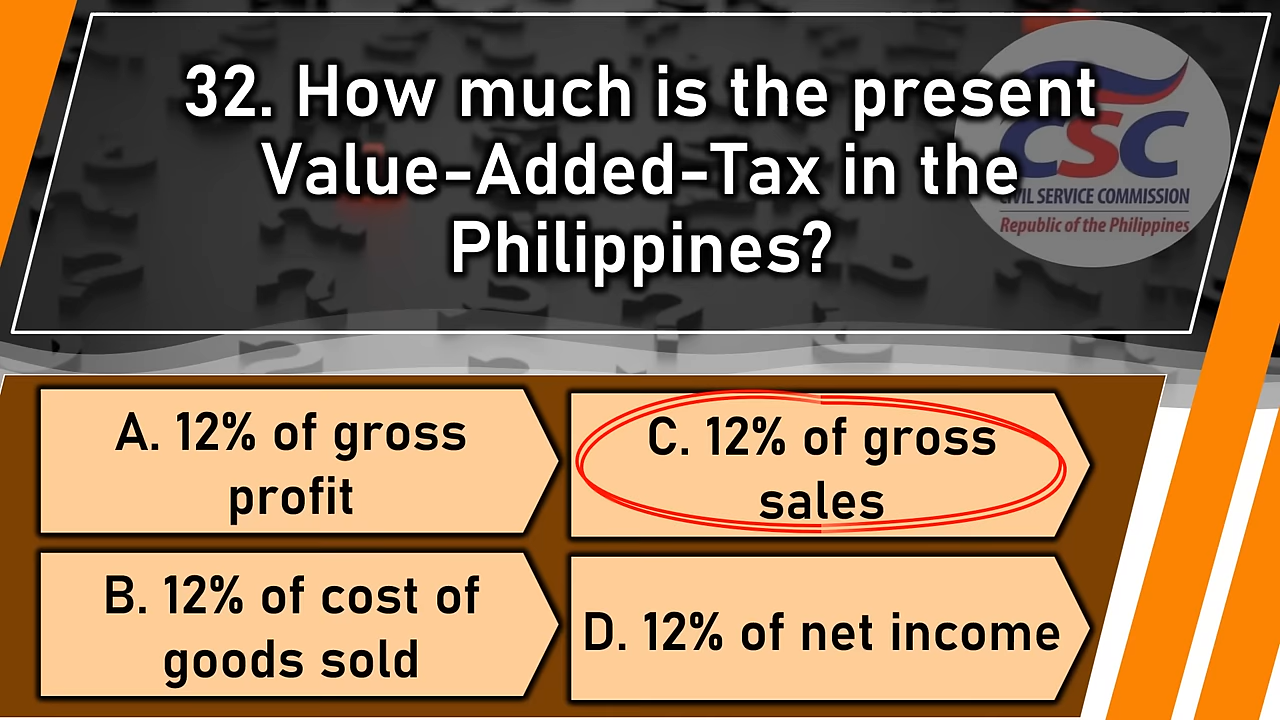 32. How much is the present
Value-Added-Tax in the
Philippines?
CSC
CIVIL SERVICE COMMISSION
Republic of the Philippines
A. 12% of gross
profit
B. 12% of cost of
goods sold
C. 12% of gross
sales
D. 12% of net income